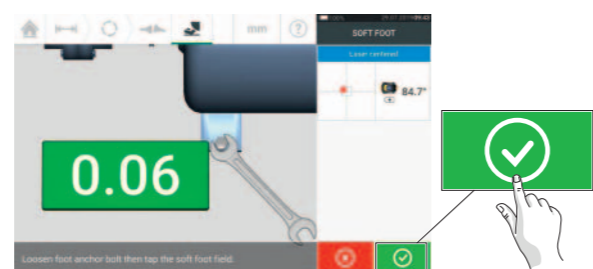 mm
?
SOFT FOOT
Laser centered
84.7°
0.06
Loosen foot anchor bolt then tap the soft foot field.